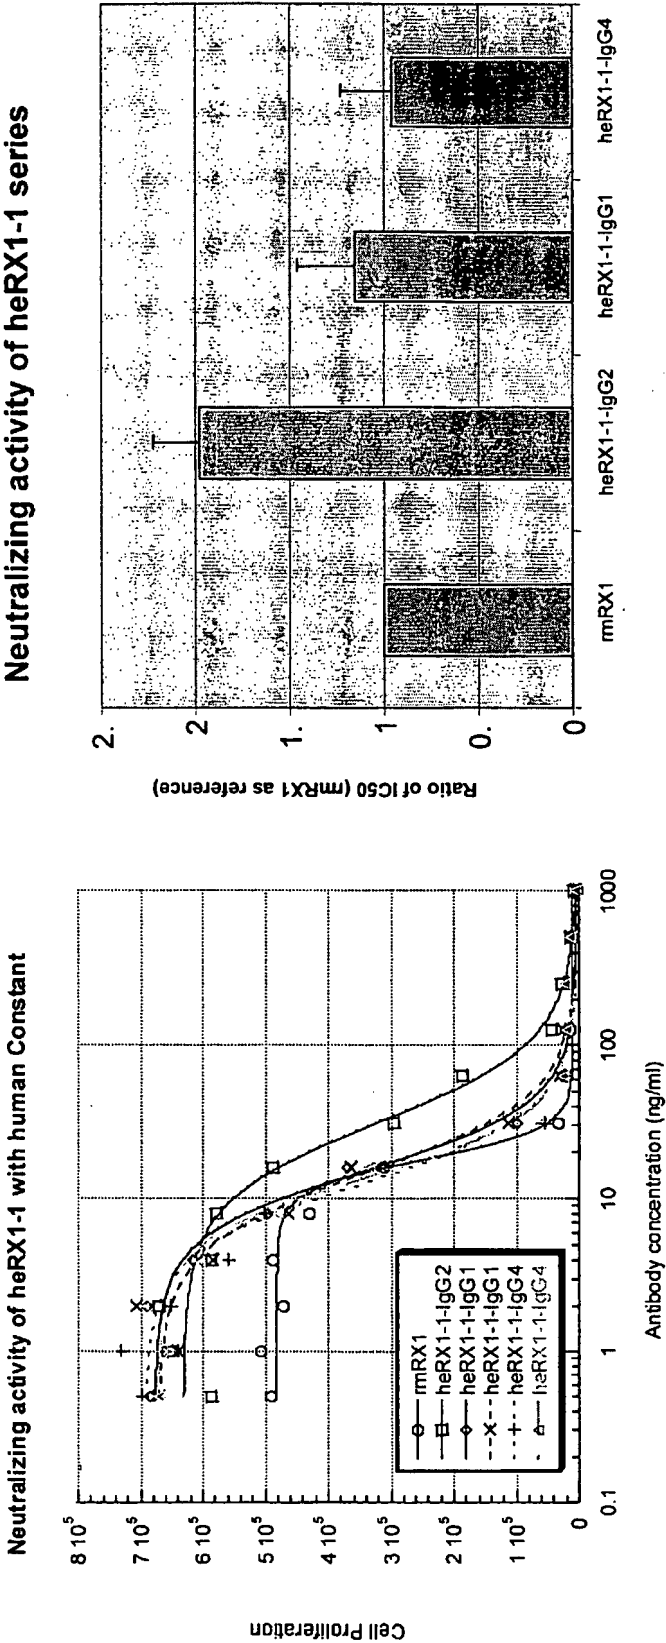 Neutralizing activity of heRX1-1 with human Constant
Cell Proliferation
8 10⁵
7 10⁵
6 10⁵
5 10⁵
4 10⁵
3 10⁵
2 10⁵
1 10⁵
0
rmRX1
heRX1-1-IgG2
heRX1-1-IgG1
heRX1-1-IgG1
heRX1-1-IgG4
heRX1-1-IgG4
0.1
1
10
100
1000
Antibody concentration (ng/ml)
Neutralizing activity of heRX1-1 series
Ratio of IC50 (rmRX1 as reference)
2.
2
1.
1
0.
0
rmRX1
heRX1-1-IgG2
heRX1-1-IgG1
heRX1-1-IgG4